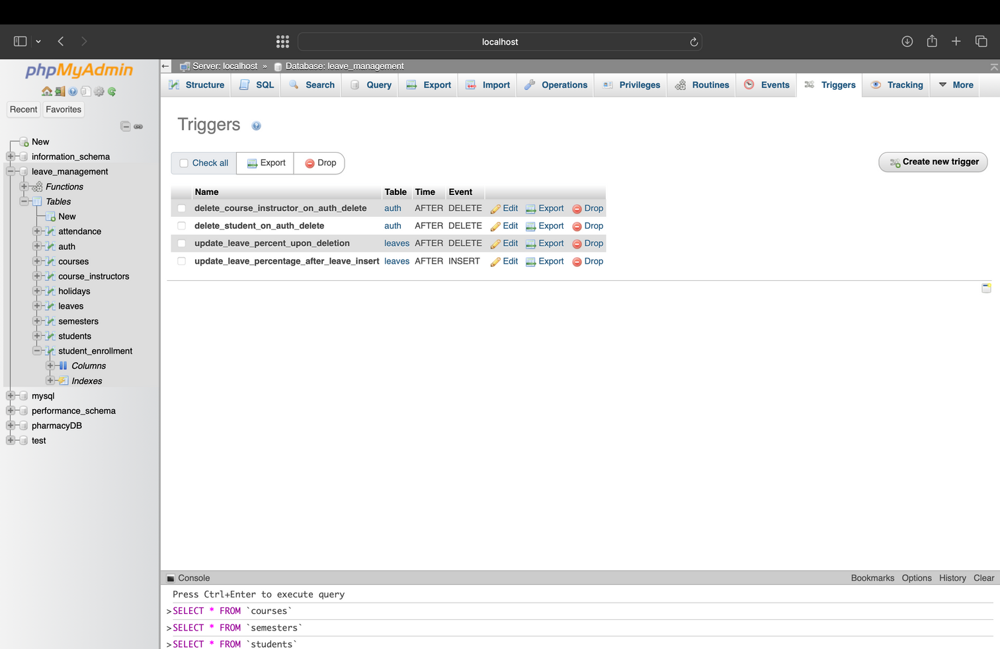 localhost
phpMyAdmin
Recent Favorites
New
information_schema
leave_management
Functions
Tables
New
attendance
auth
courses
course_instructors
holidays
leaves
semesters
students
student_enrollment
Columns
Indexes
mysql
performance_schema
pharmacyDB
test
Server: localhost » Database: leave_management
Structure SQL Search Query Export Import Operations Privileges Routines Events Triggers Tracking More
Triggers
Check all Export Drop
Create new trigger
Name Table Time Event
delete_course_instructor_on_auth_delete auth AFTER DELETE Edit Export Drop
delete_student_on_auth_delete auth AFTER DELETE Edit Export Drop
update_leave_percent_upon_deletion leaves AFTER DELETE Edit Export Drop
update_leave_percentage_after_leave_insert leaves AFTER INSERT Edit Export Drop
Console Bookmarks Options History Clear
Press Ctrl+Enter to execute query
>SELECT * FROM `courses`
>SELECT * FROM `semesters`
>SELECT * FROM `students`